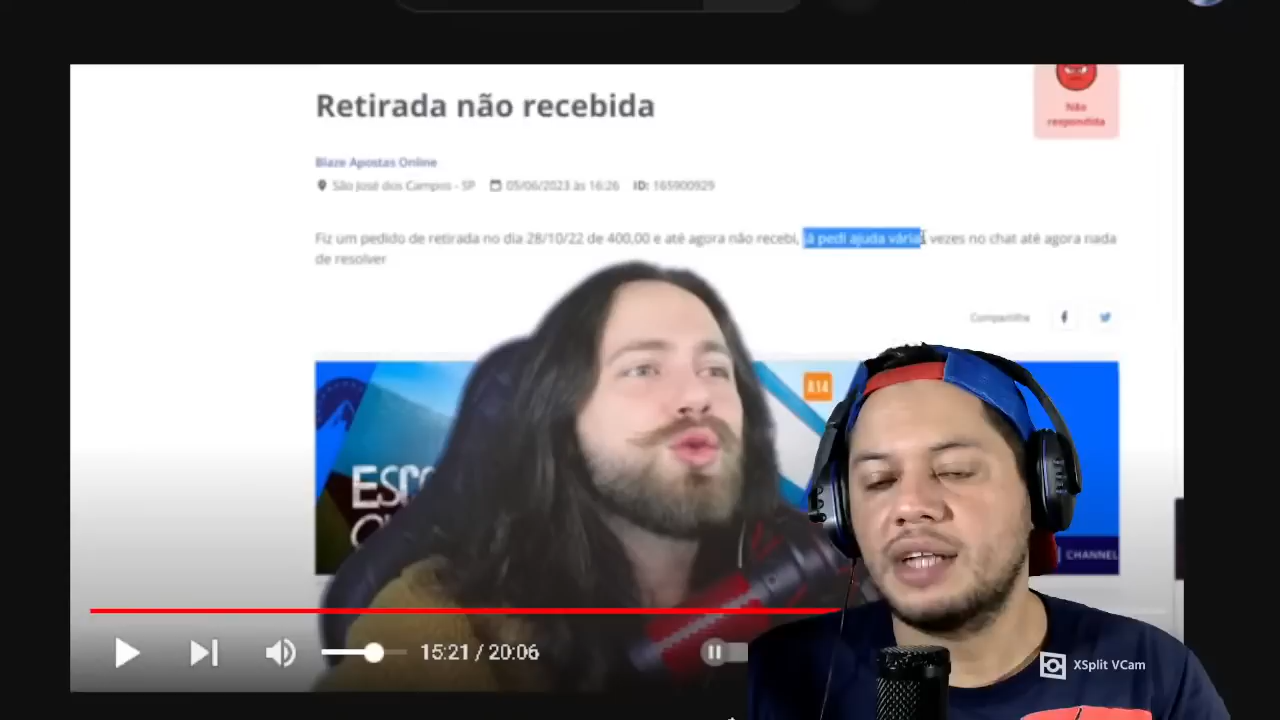 Retirada não recebida
Não
respondida
Blaze Apostas Online
São José dos Campos - SP 05/06/2023 às 16:26 ID: 165900929
Fiz um pedido de retirada no dia 28/10/22 de 400,00 e até agora não recebi, já pedi ajuda várias vezes no chat até agora nada
de resolver
Compartilhe
8.14
CHANNEL
15:21 / 20:06
XSplit VCam